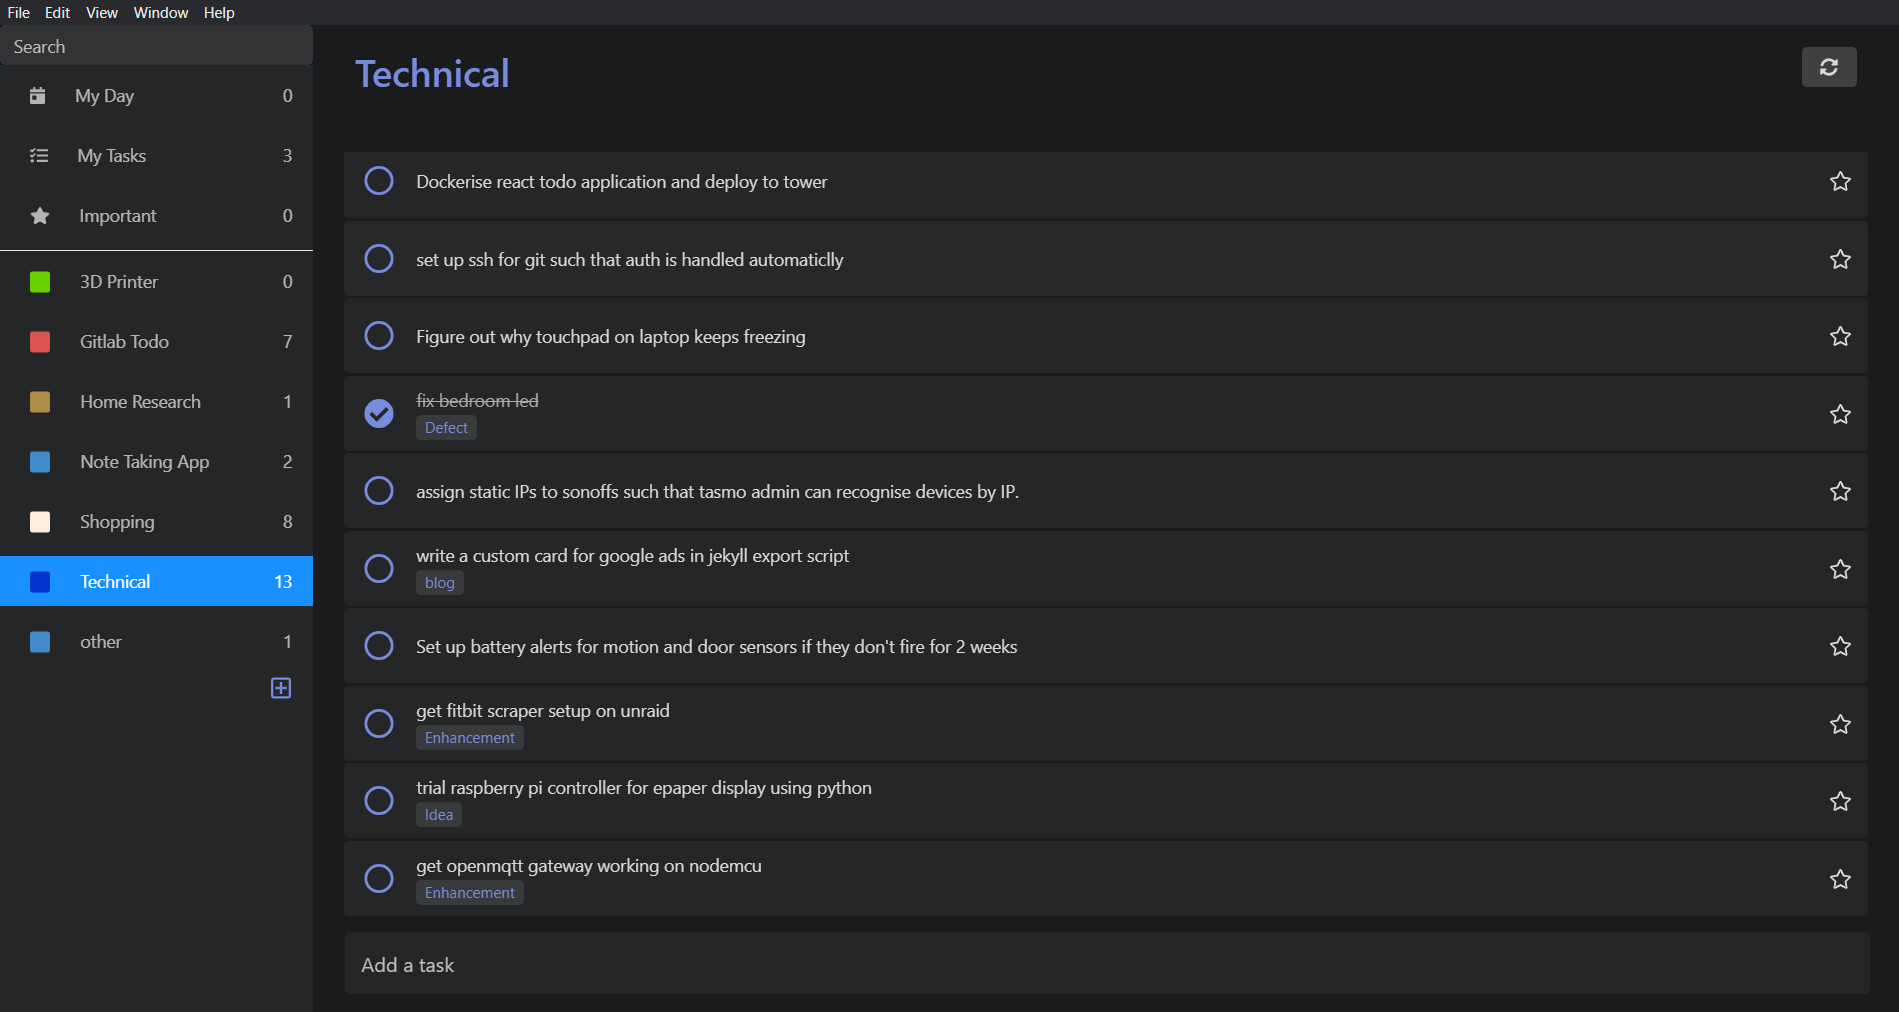 File Edit View Window Help
Search
My Day 0
My Tasks 3
Important 0
3D Printer 0
Gitlab Todo 7
Home Research 1
Note Taking App 2
Shopping 8
Technical 13
other 1
Technical
Dockerise react todo application and deploy to tower
set up ssh for git such that auth is handled automaticlly
Figure out why touchpad on laptop keeps freezing
fix bedroom led
Defect
assign static IPs to sonoffs such that tasmo admin can recognise devices by IP.
write a custom card for google ads in jekyll export script
blog
Set up battery alerts for motion and door sensors if they don't fire for 2 weeks
get fitbit scraper setup on unraid
Enhancement
trial raspberry pi controller for epaper display using python
Idea
get openmqtt gateway working on nodemcu
Enhancement
Add a task